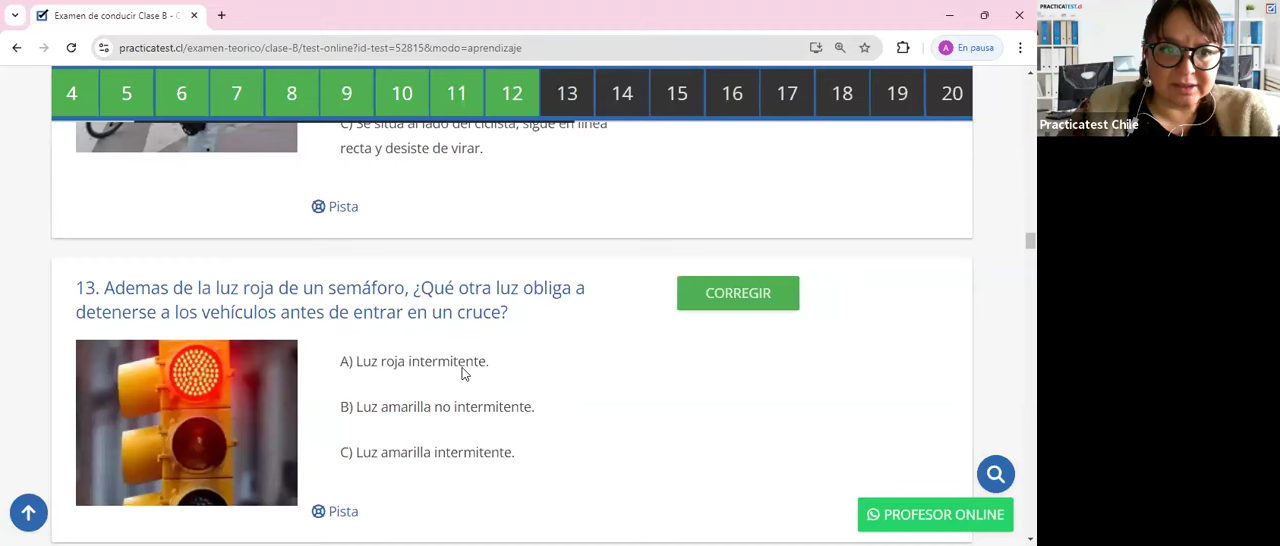 Examen de conducir Clase B - C
practicatest.cl/examen-teorico/clase-B/test-online?id-test=52815&modo=aprendizaje
A En pausa
4 5 6 7 8 9 10 11 12 13 14 15 16 17 18 19 20
C) Se sitúa al lado del ciclista, sigue en línea
recta y desiste de virar.
Pista
13. Ademas de la luz roja de un semáforo, ¿Qué otra luz obliga a
detenerse a los vehículos antes de entrar en un cruce?
CORREGIR
A) Luz roja intermitente.
B) Luz amarilla no intermitente.
C) Luz amarilla intermitente.
Pista
PROFESOR ONLINE
PRACTICATEST.cl
Practicatest Chile